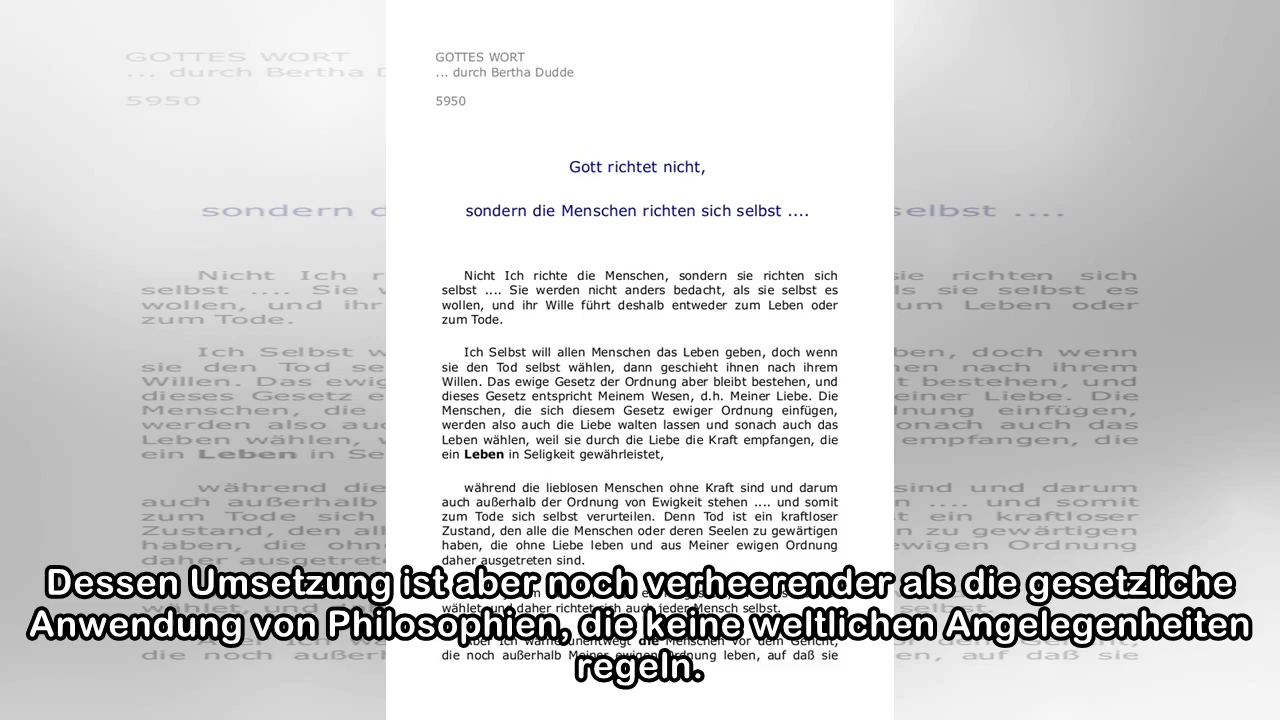 GOTTES WORT
... durch Bertha Dudde
5950
Gott richtet nicht,
sondern die Menschen richten sich selbst ....
Nicht Ich richte die Menschen, sondern sie richten sich
selbst .... Sie werden nicht anders bedacht, als sie selbst es
wollen, und ihr Wille führt deshalb entweder zum Leben oder
zum Tode.
Ich Selbst will allen Menschen das Leben geben, doch wenn
sie den Tod selbst wählen, dann geschieht ihnen nach ihrem
Willen. Das ewige Gesetz der Ordnung aber bleibt bestehen, und
dieses Gesetz entspricht Meinem Wesen, d.h. Meiner Liebe. Die
Menschen, die sich diesem Gesetz ewiger Ordnung einfügen,
werden also auch die Liebe walten lassen und sonach auch das
Leben wählen, weil sie durch die Liebe die Kraft empfangen, die
ein Leben in Seligkeit gewährleistet,
während die lieblosen Menschen ohne Kraft sind und darum
auch außerhalb der Ordnung von Ewigkeit stehen .... und somit
zum Tode sich selbst verurteilen. Denn Tod ist ein kraftloser
Zustand, den alle die Menschen oder deren Seelen zu gewärtigen
haben, die ohne Liebe leben und aus Meiner ewigen Ordnung
daher ausgetreten sind.
wählet, und daher richtet sich auch jeder Mensch selbst.
Aber Ich warne unentwegt die Menschen vor dem Gericht,
die noch außerhalb Meiner ewigen Ordnung leben, auf daß sie
Dessen Umsetzung ist aber noch verheerender als die gesetzliche
Anwendung von Philosophien, die keine weltlichen Angelegenheiten
regeln.